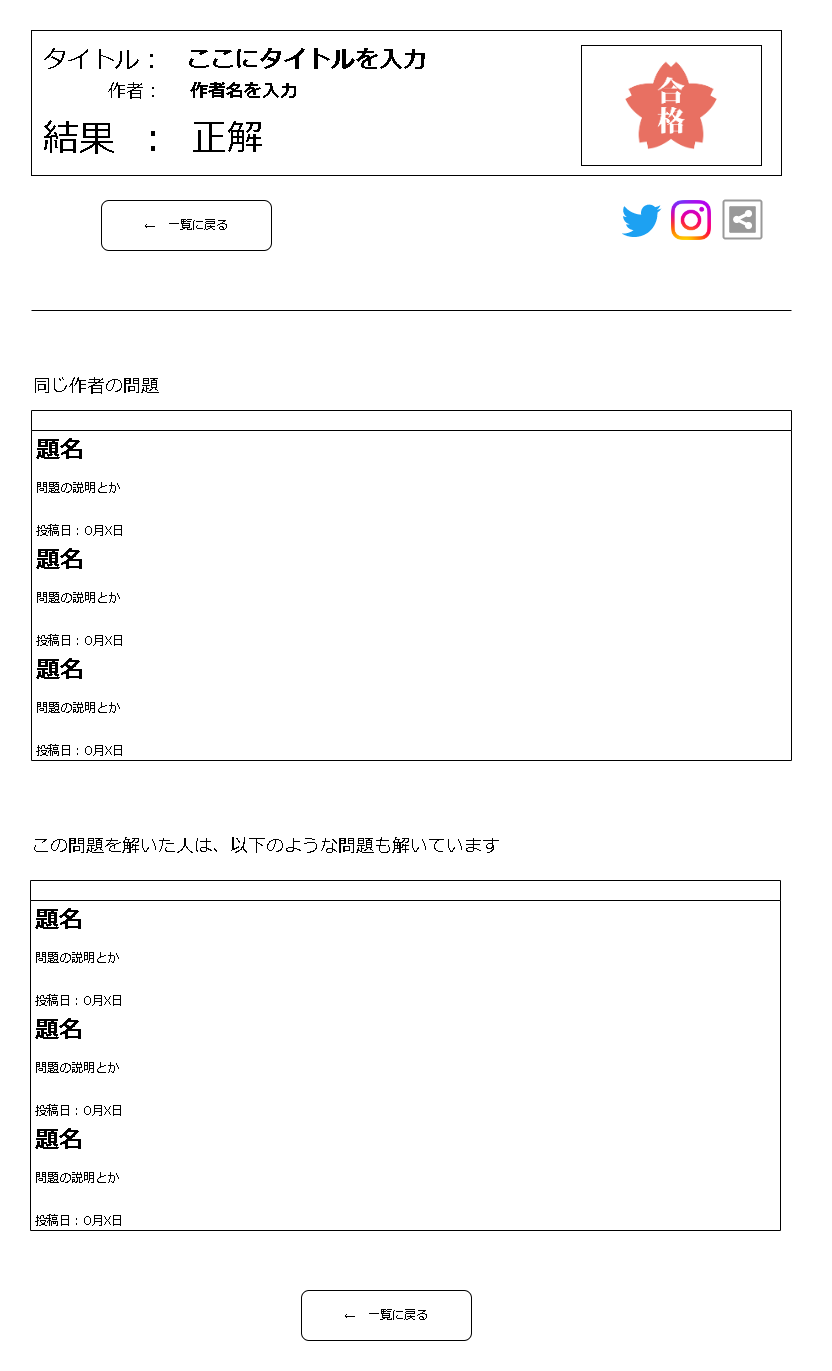 タイトル： ここにタイトルを入力
作者： 作者名を入力
合格
結果 ： 正解
← 一覧に戻る
同じ作者の問題
題名
問題の説明とか
投稿日：O月X日
題名
問題の説明とか
投稿日：O月X日
題名
問題の説明とか
投稿日：O月X日
この問題を解いた人は、以下のような問題も解いています
題名
問題の説明とか
投稿日：O月X日
題名
問題の説明とか
投稿日：O月X日
題名
問題の説明とか
投稿日：O月X日
← 一覧に戻る